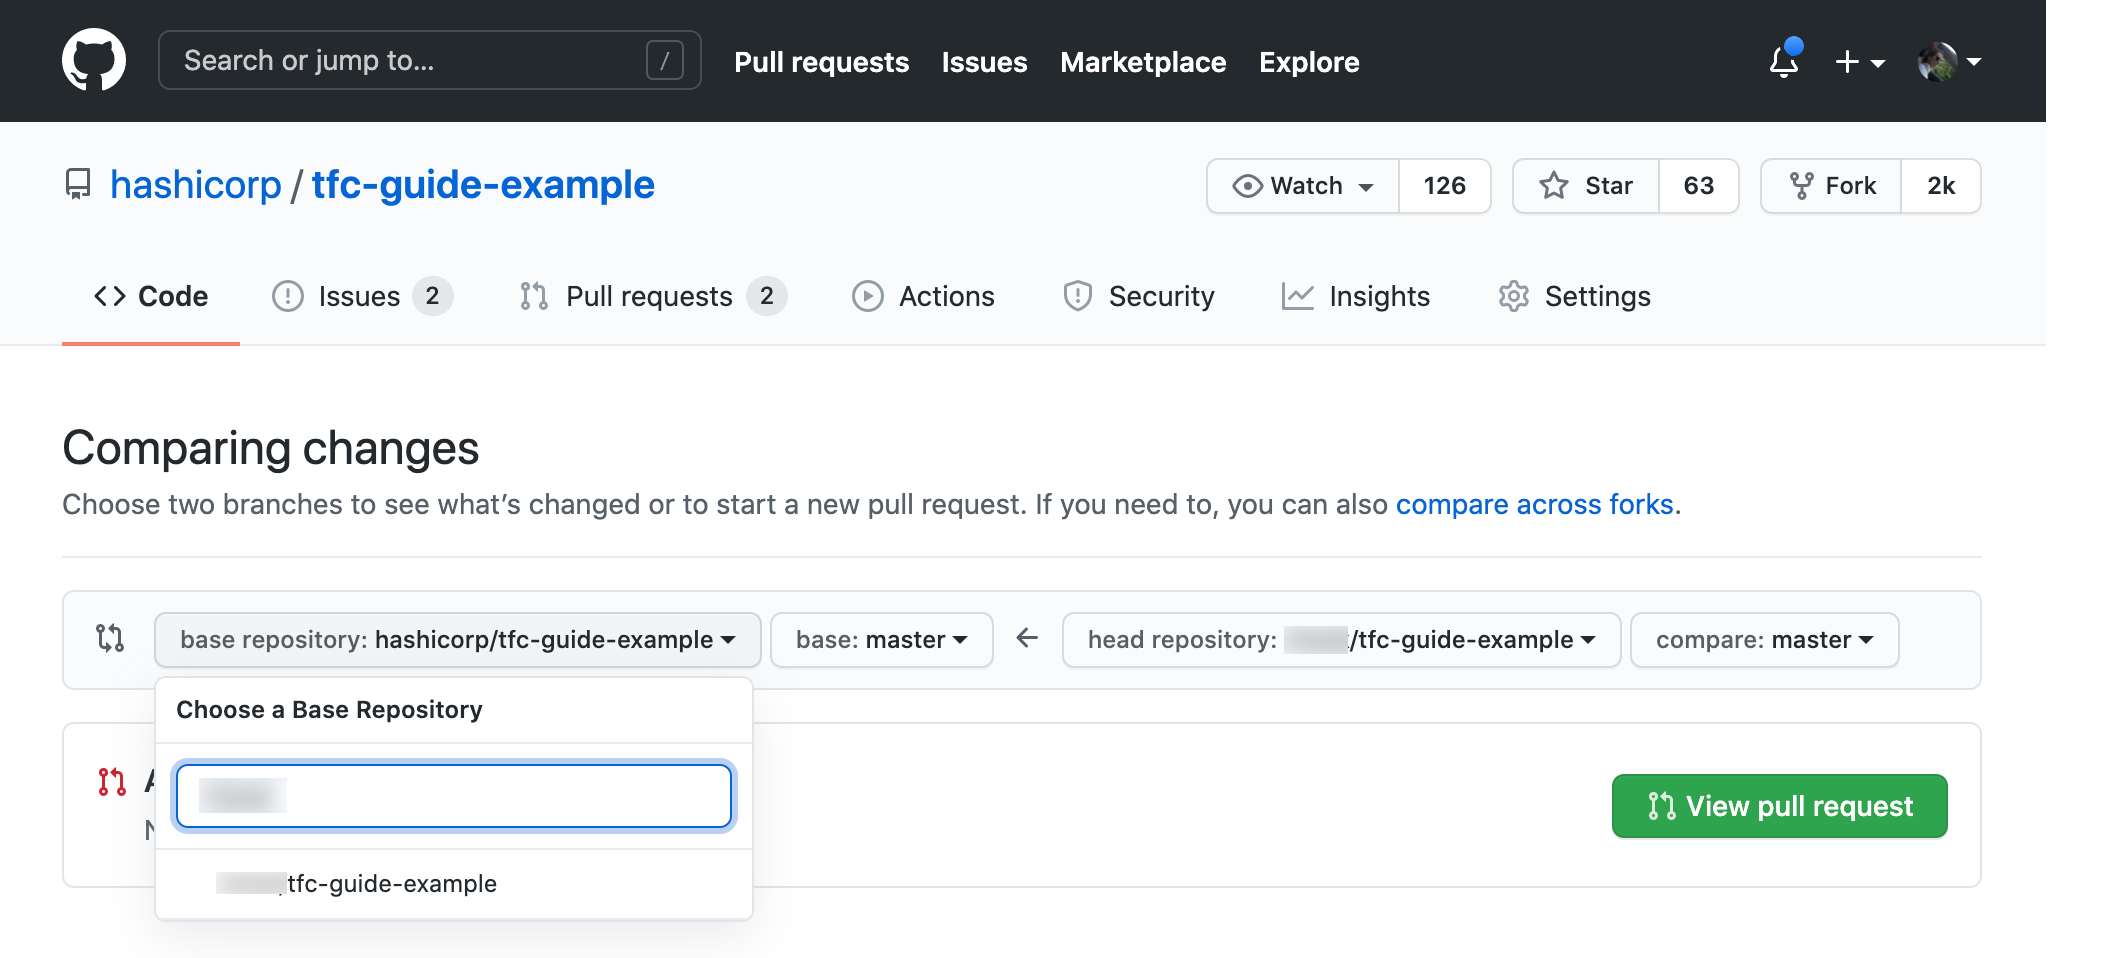 Search or jump to... /
Pull requests Issues Marketplace Explore
hashicorp / tfc-guide-example
Watch 126 Star 63 Fork 2k
Code Issues 2 Pull requests 2 Actions Security Insights Settings
Comparing changes
Choose two branches to see what’s changed or to start a new pull request. If you need to, you can also compare across forks.
base repository: hashicorp/tfc-guide-example base: master ← head repository: /tfc-guide-example compare: master
Choose a Base Repository
View pull request
tfc-guide-example